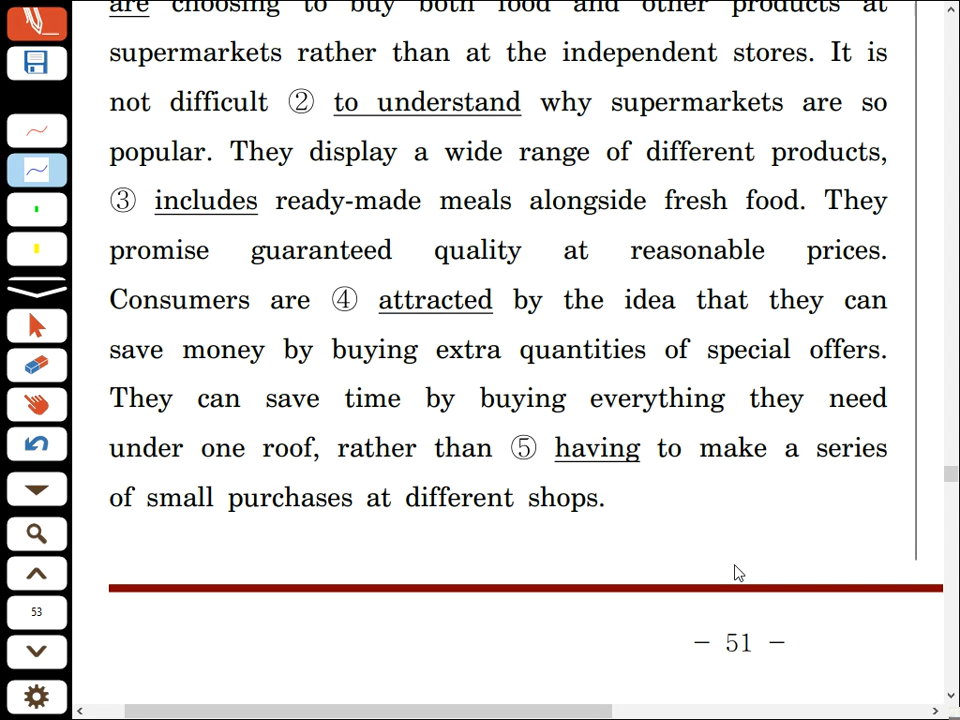 are choosing to buy both food and other products at
supermarkets rather than at the independent stores. It is
not difficult ② to understand why supermarkets are so
popular. They display a wide range of different products,
③ includes ready-made meals alongside fresh food. They
promise guaranteed quality at reasonable prices.
Consumers are ④ attracted by the idea that they can
save money by buying extra quantities of special offers.
They can save time by buying everything they need
under one roof, rather than ⑤ having to make a series
of small purchases at different shops.
53
- 51 -